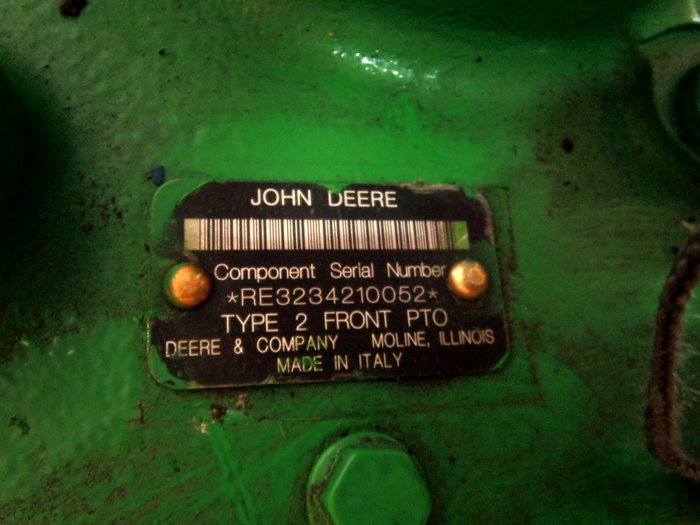 JOHN DEERE
Component Serial Number
*RE3234210052*
TYPE 2 FRONT PTO
DEERE & COMPANY MOLINE, ILLINOIS
MADE IN ITALY